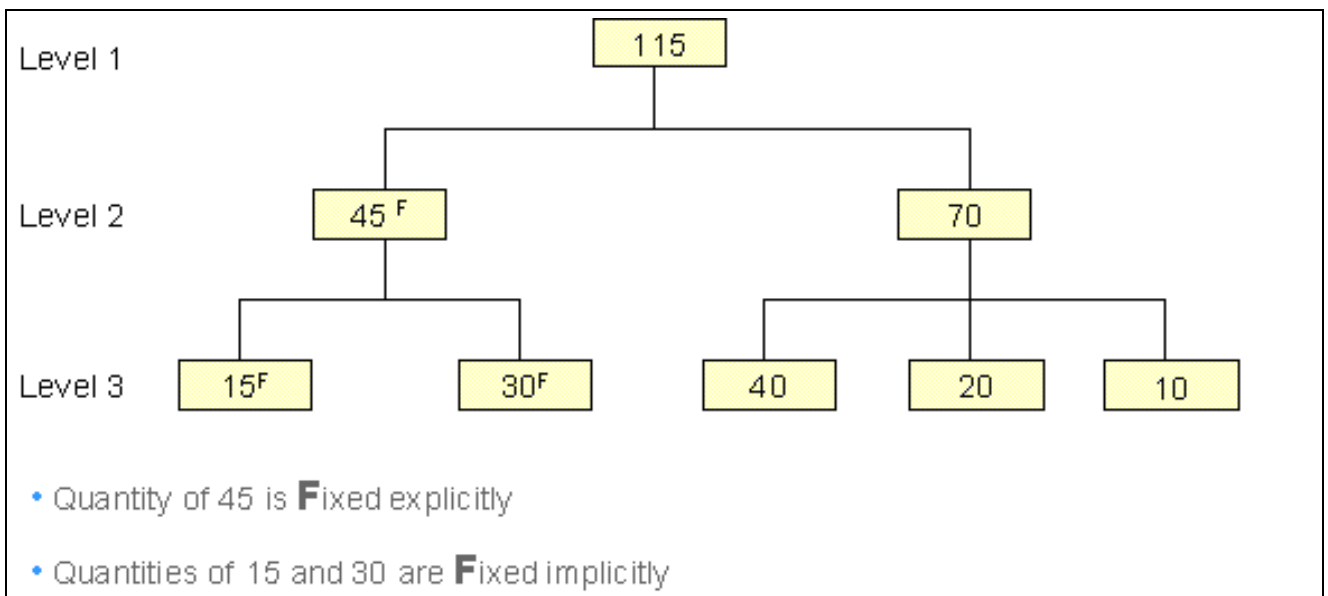 Level 1
115
Level 2
45 F
70
Level 3
15F
30F
40
20
10
• Quantity of 45 is Fixed explicitly
• Quantities of 15 and 30 are Fixed implicitly